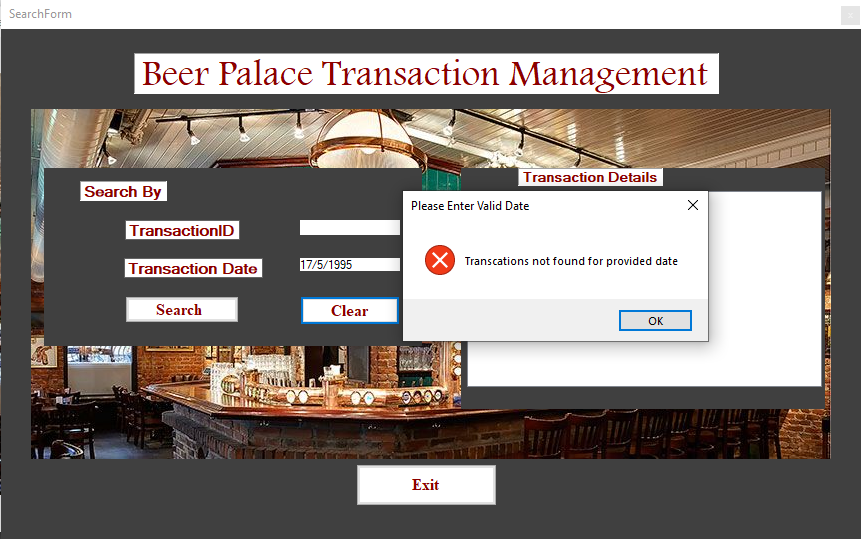 SearchForm
Beer Palace Transaction Management
Search By
Transaction Details
TransactionID
Transaction Date
17/5/1995
Search
Clear
Please Enter Valid Date
Transcations not found for provided date
OK
Exit